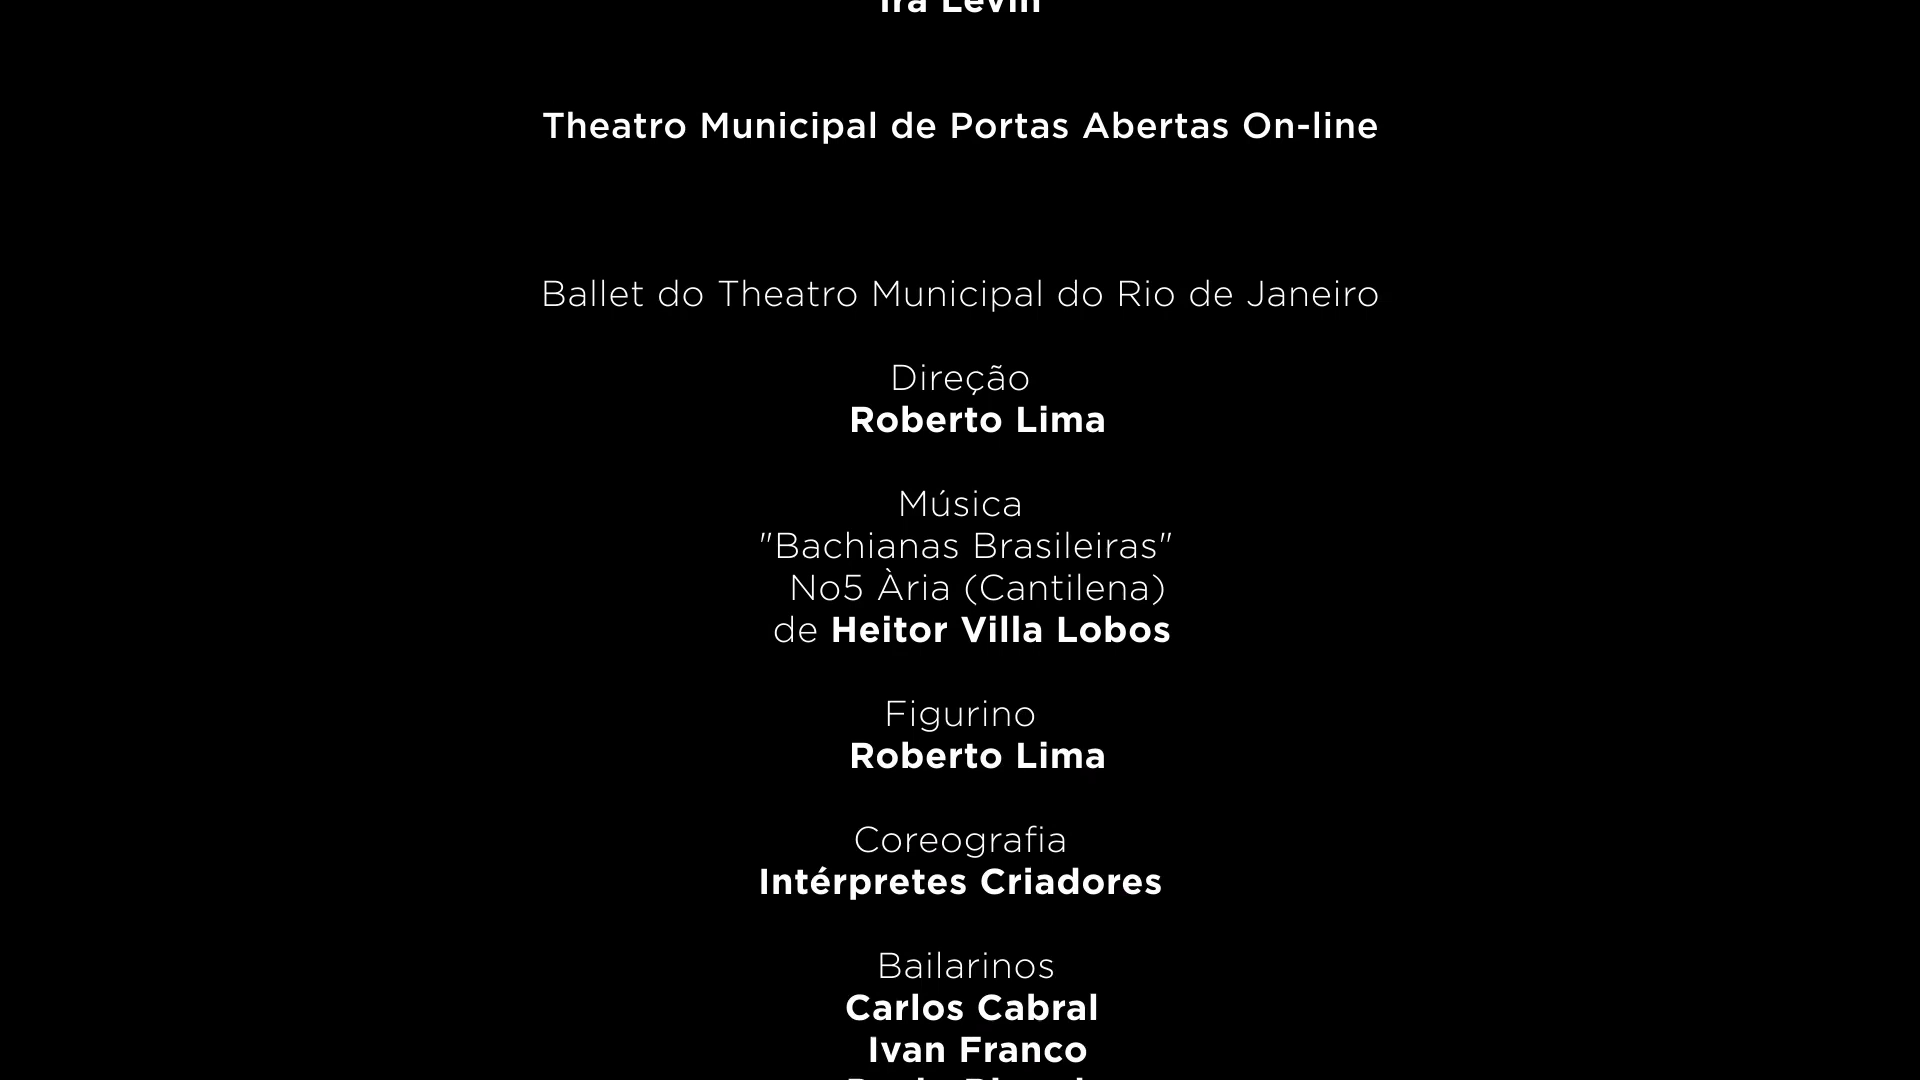 Ira Levin
Theatro Municipal de Portas Abertas On-line
Ballet do Theatro Municipal do Rio de Janeiro
Direção
Roberto Lima
Música
"Bachianas Brasileiras"
No5 Ària (Cantilena)
de Heitor Villa Lobos
Figurino
Roberto Lima
Coreografia
Intérpretes Criadores
Bailarinos
Carlos Cabral
Ivan Franco